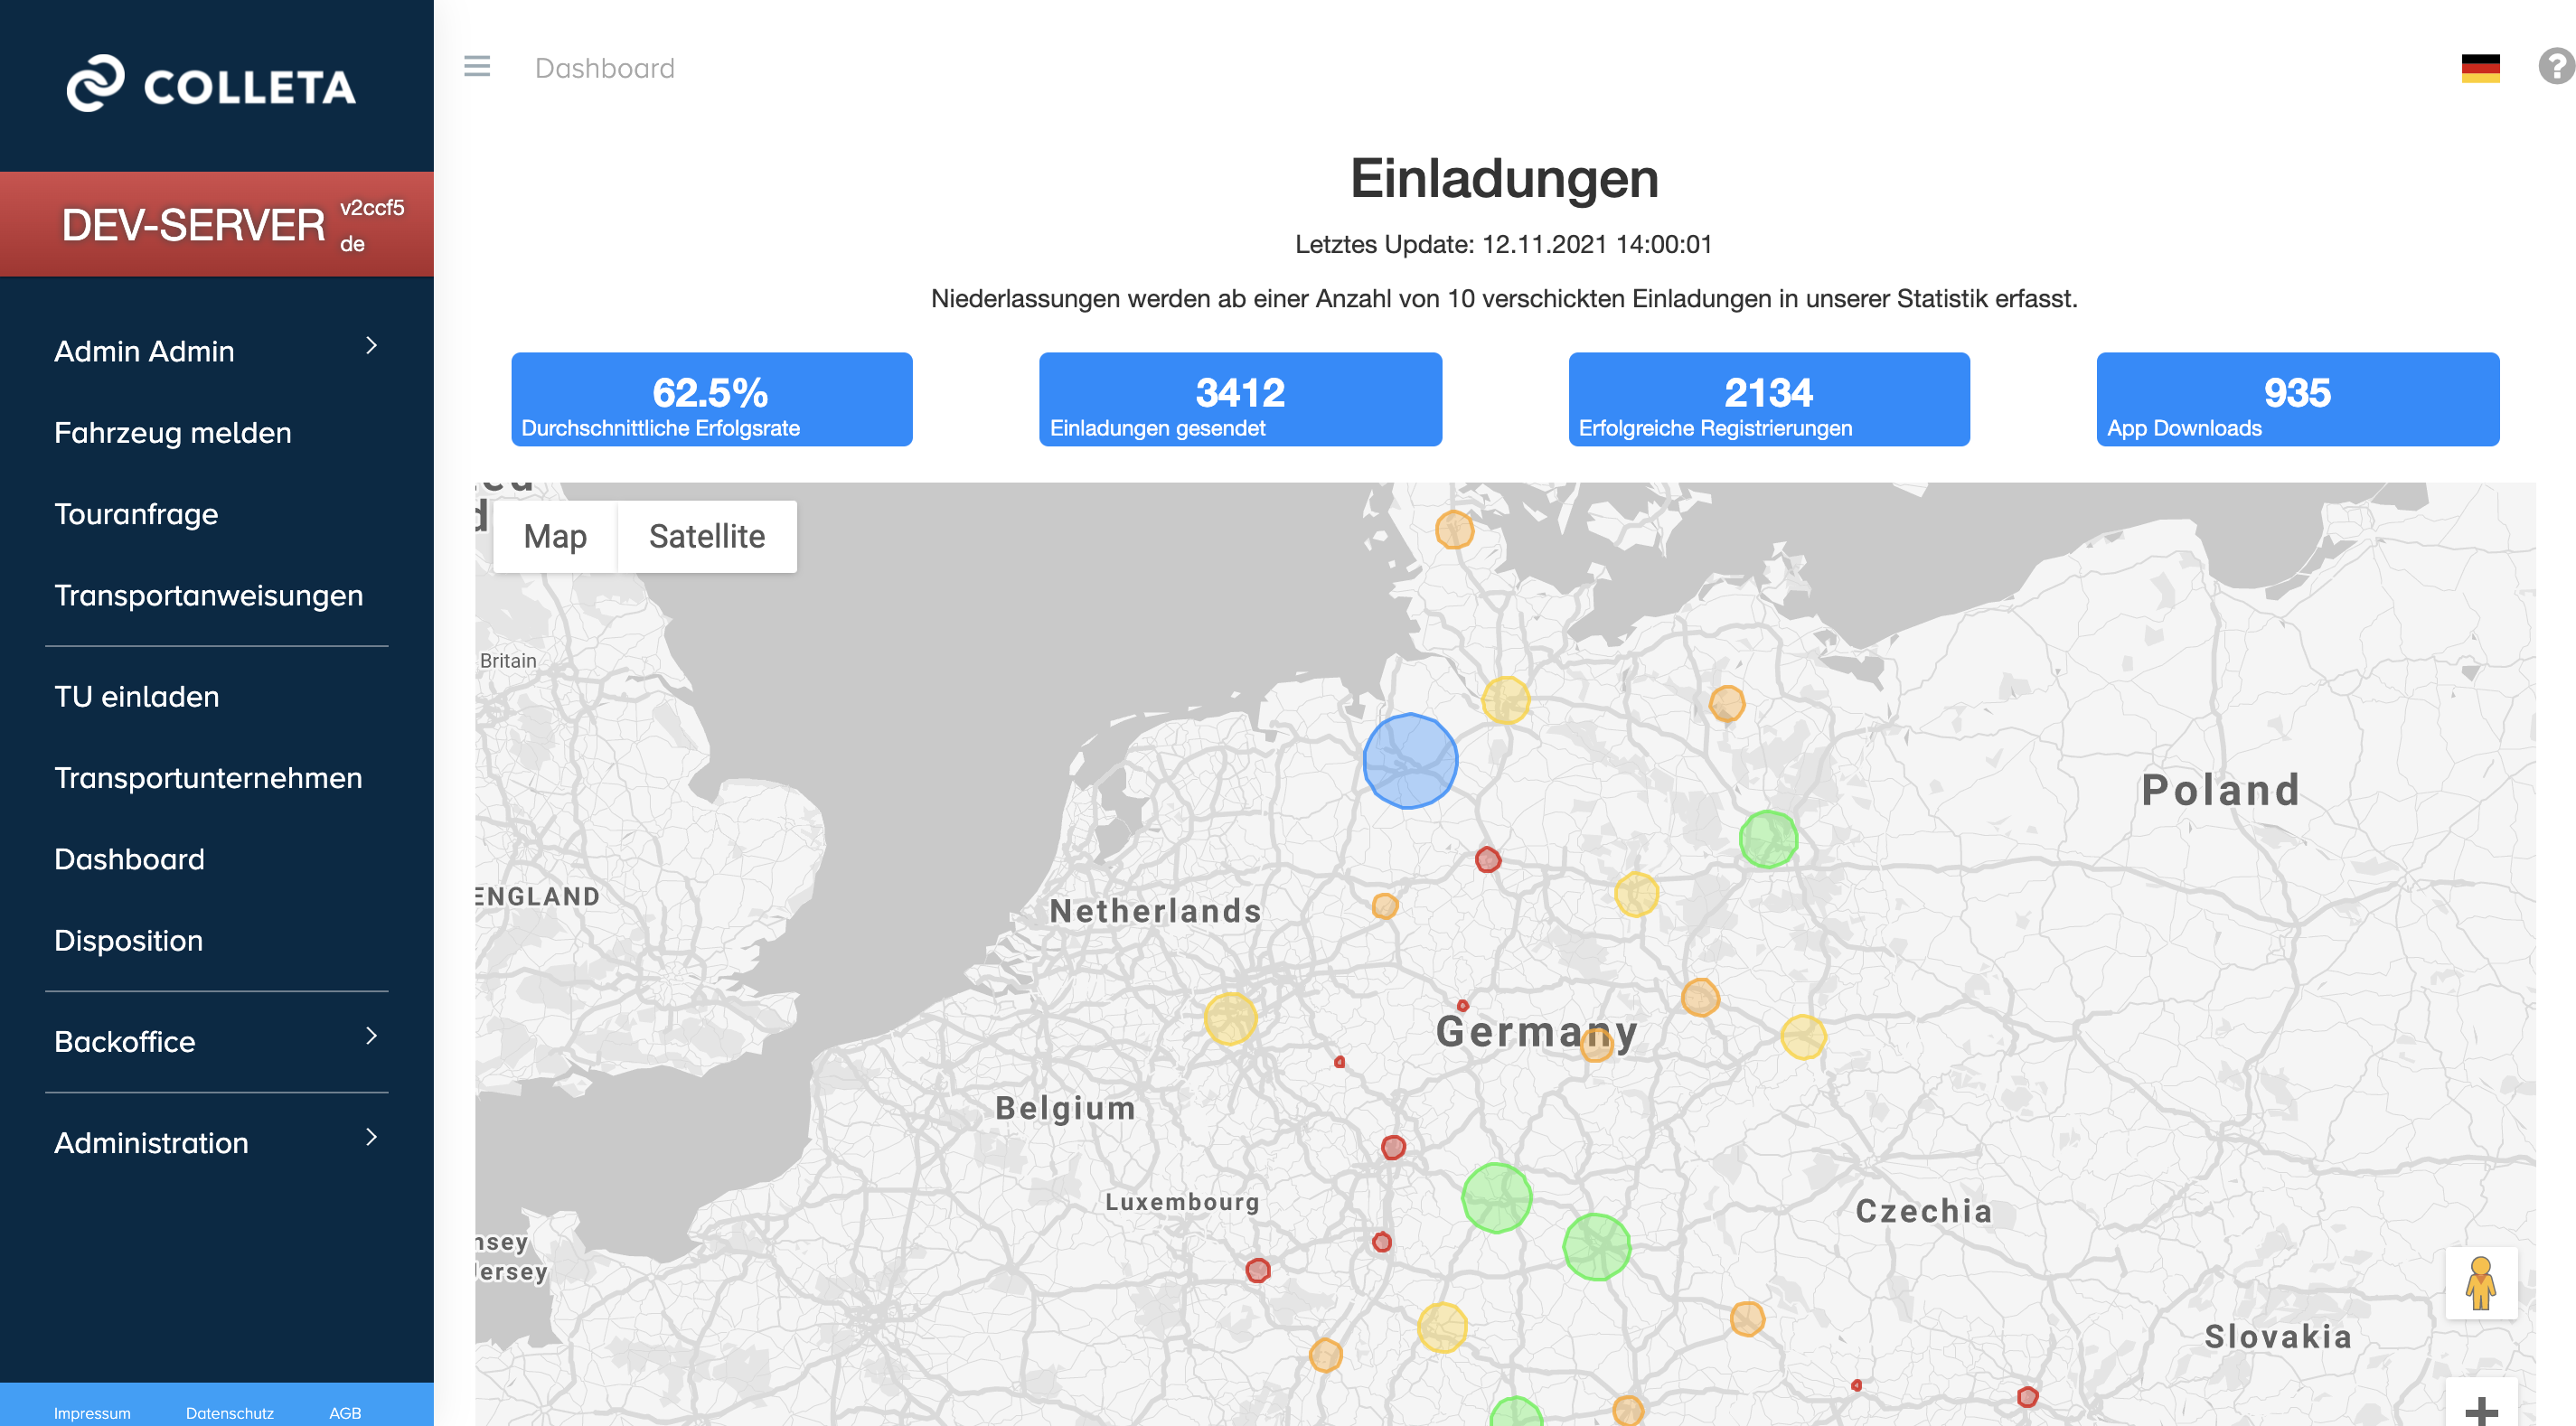 COLLETA
DEV-SERVER v2ccf5
de
Admin Admin
Fahrzeug melden
Touranfrage
Transportanweisungen
TU einladen
Transportunternehmen
Dashboard
Disposition
Backoffice
Administration
Impressum Datenschutz AGB
Dashboard
?
Einladungen
Letztes Update: 12.11.2021 14:00:01
Niederlassungen werden ab einer Anzahl von 10 verschickten Einladungen in unserer Statistik erfasst.
62.5%
Durchschnittliche Erfolgsrate
3412
Einladungen gesendet
2134
Erfolgreiche Registrierungen
935
App Downloads
Map Satellite
Britain
Poland
ENGLAND
Netherlands
Germany
Belgium
Luxembourg
Czechia
Jersey
Slovakia
+